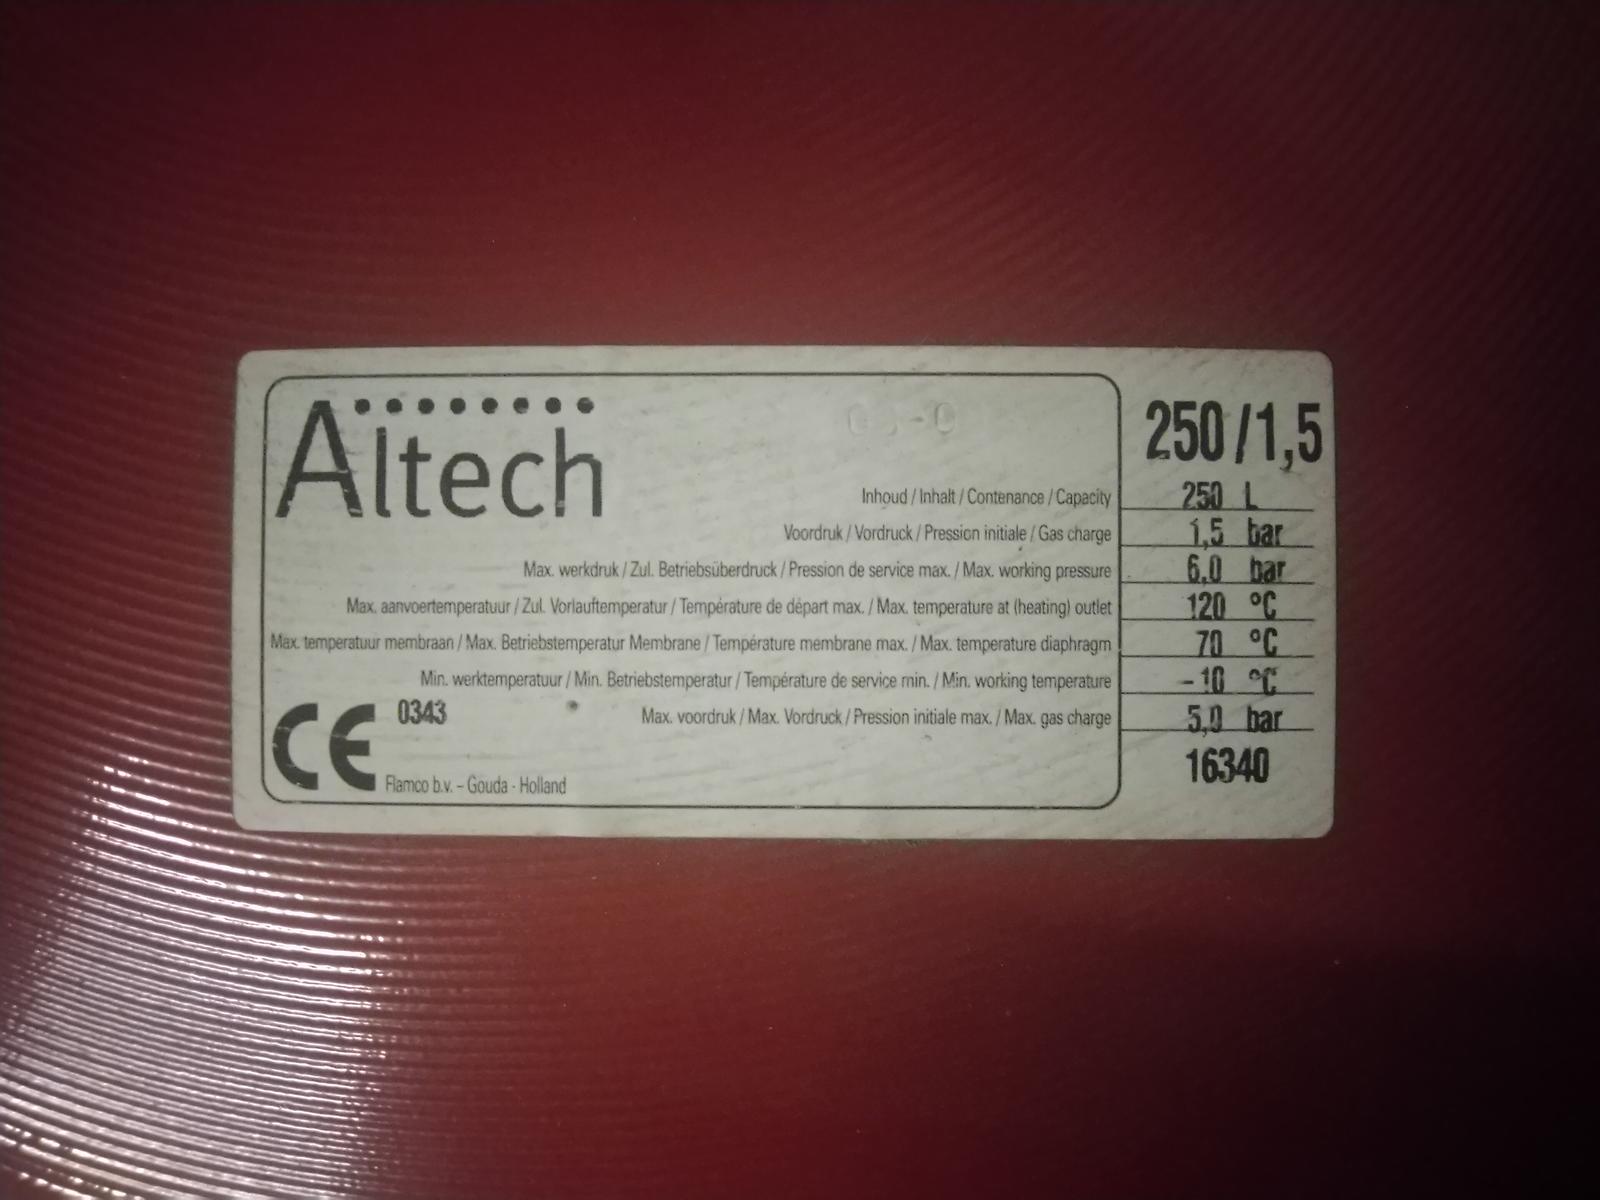 Altech
250/1,5
Inhoud / Inhalt / Contenance / Capacity 250 L
Voordruk / Vordruck / Pression initiale / Gas charge 1,5 bar
Max. werkdruk / Zul. Betriebsüberdruck / Pression de service max. / Max. working pressure 6,0 bar
Max. aanvoertemperatuur / Zul. Vorlauftemperatur / Température de départ max. / Max. temperature at (heating) outlet 120 °C
Max. temperatuur membraan / Max. Betriebstemperatur Membrane / Température membrane max. / Max. temperature diaphragm 70 °C
Min. werktemperatuur / Min. Betriebstemperatur / Température de service min. / Min. working temperature -10 °C
Max. voordruk / Max. Vordruck / Pression initiale max. / Max. gas charge 5,0 bar
CE 0343
Flamco b.v. – Gouda - Holland
16340